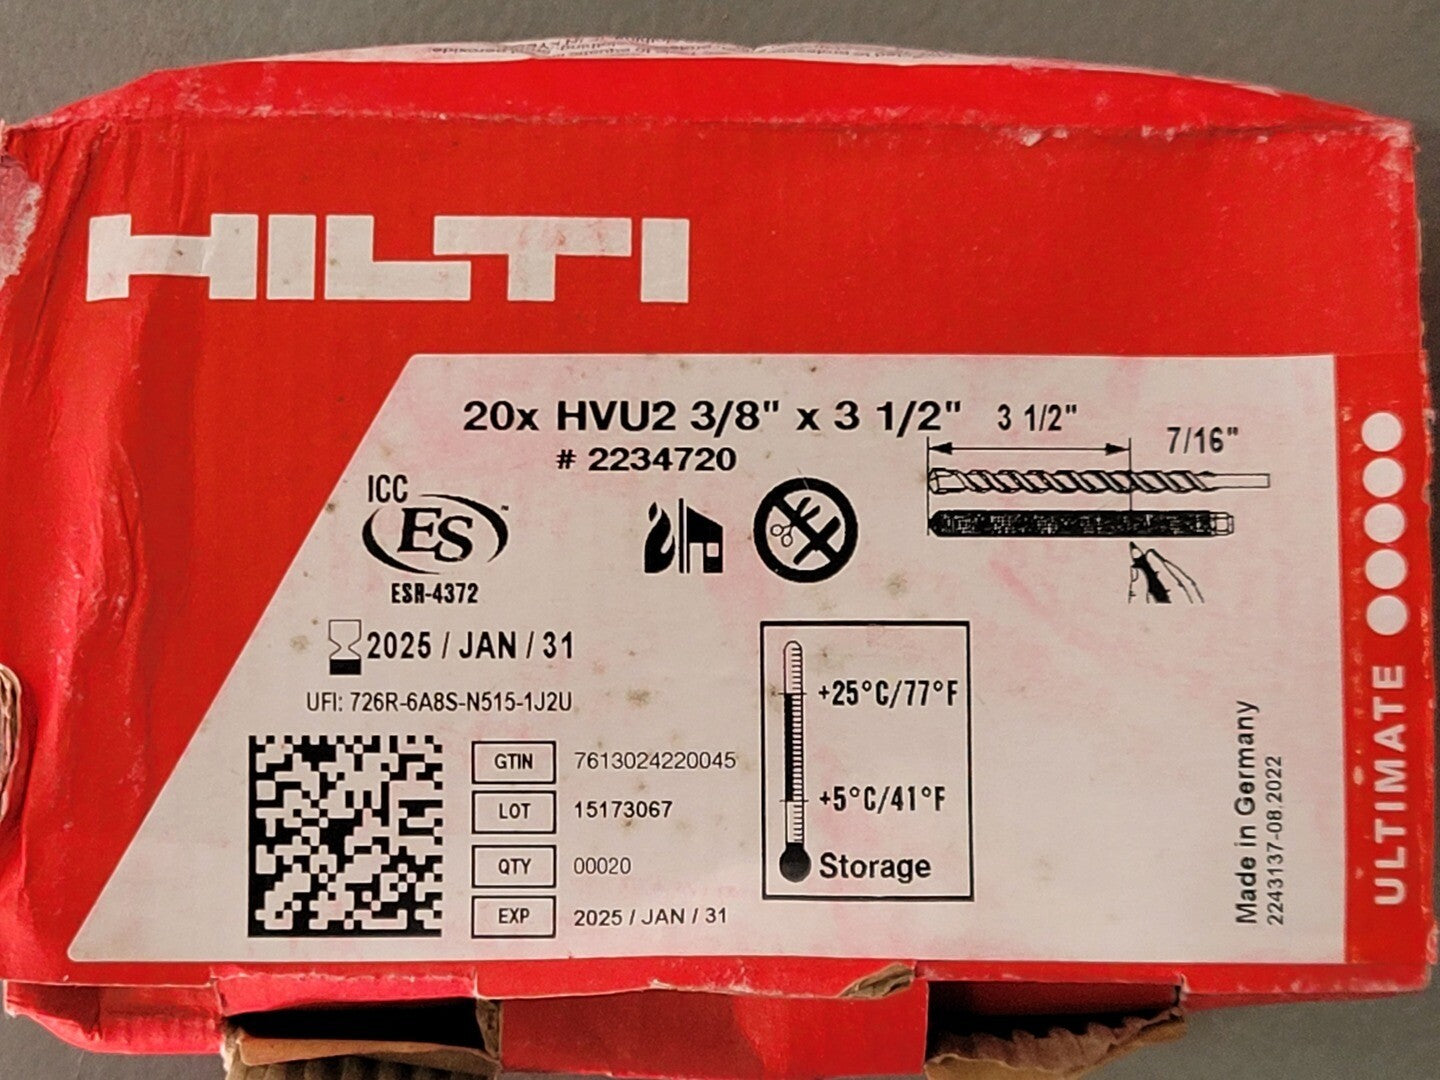 HILTI
20x HVU2 3/8" x 3 1/2"
# 2234720
3 1/2"
7/16"
ICC
ES
ESR-4372
2025 / JAN / 31
UFI: 726R-6A8S-N515-1J2U
GTIN 7613024220045
LOT 15173067
QTY 00020
EXP 2025 / JAN / 31
+25°C/77°F
+5°C/41°F
Storage
Made in Germany
2243137-08.2022
ULTIMATE